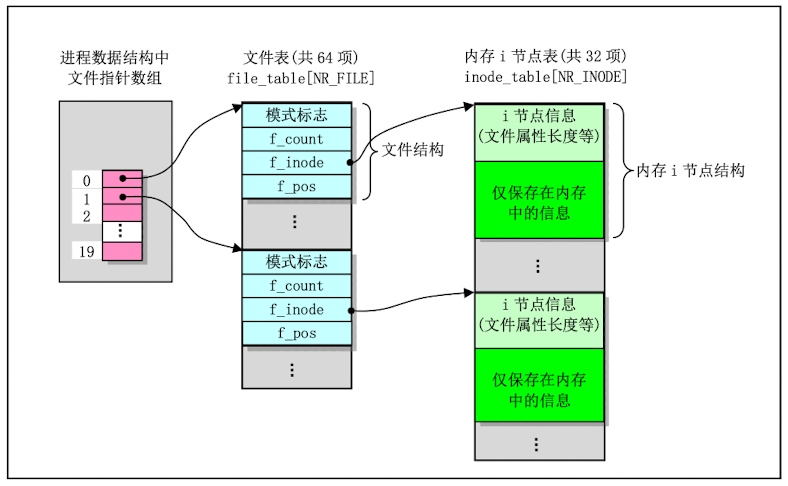 进程数据结构中
文件指针数组
0
1
2
⋮
19
文件表(共 64 项)
file_table[NR_FILE]
模式标志
f_count
f_inode
f_pos
文件结构
⋮
模式标志
f_count
f_inode
f_pos
⋮
内存 i 节点表(共 32 项)
inode_table[NR_INODE]
i 节点信息
(文件属性长度等)
仅保存在内存
中的信息
内存 i 节点结构
⋮
i 节点信息
(文件属性长度等)
仅保存在内存
中的信息
⋮